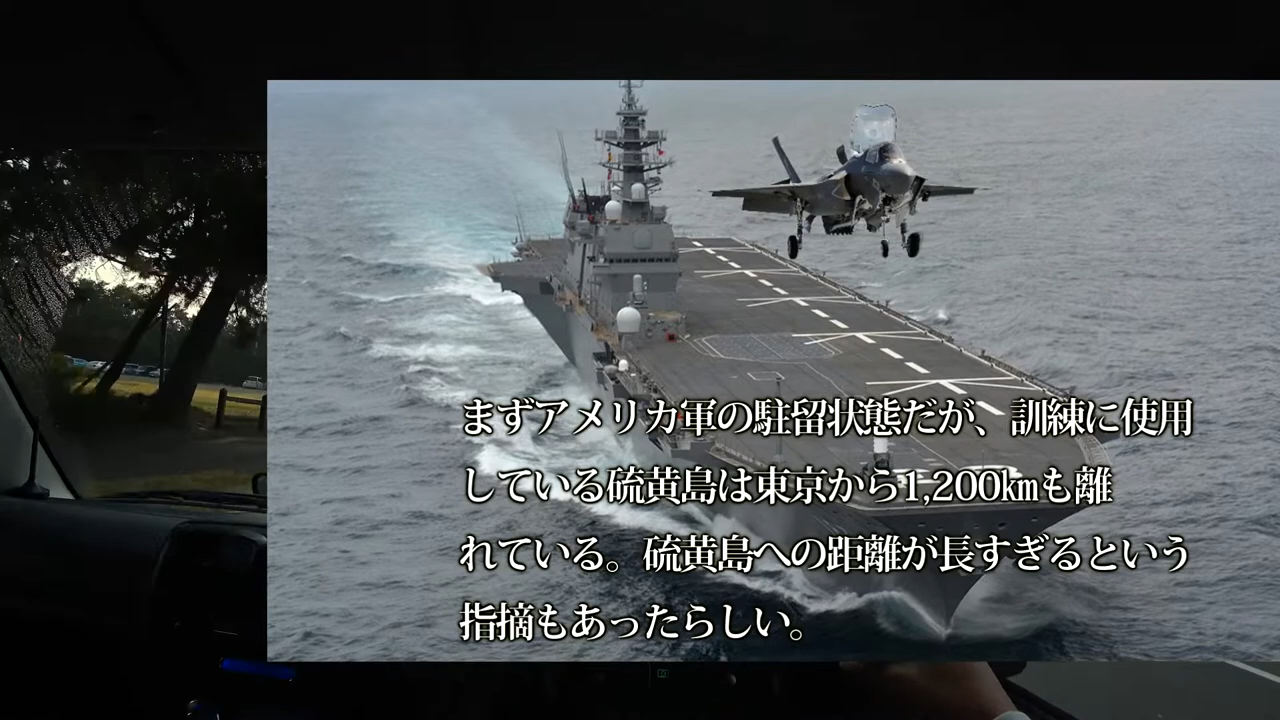 まずアメリカ軍の駐留状態だが、訓練に使用
している硫黄島は東京から1,200㎞も離
れている。硫黄島への距離が長すぎるという
指摘もあったらしい。